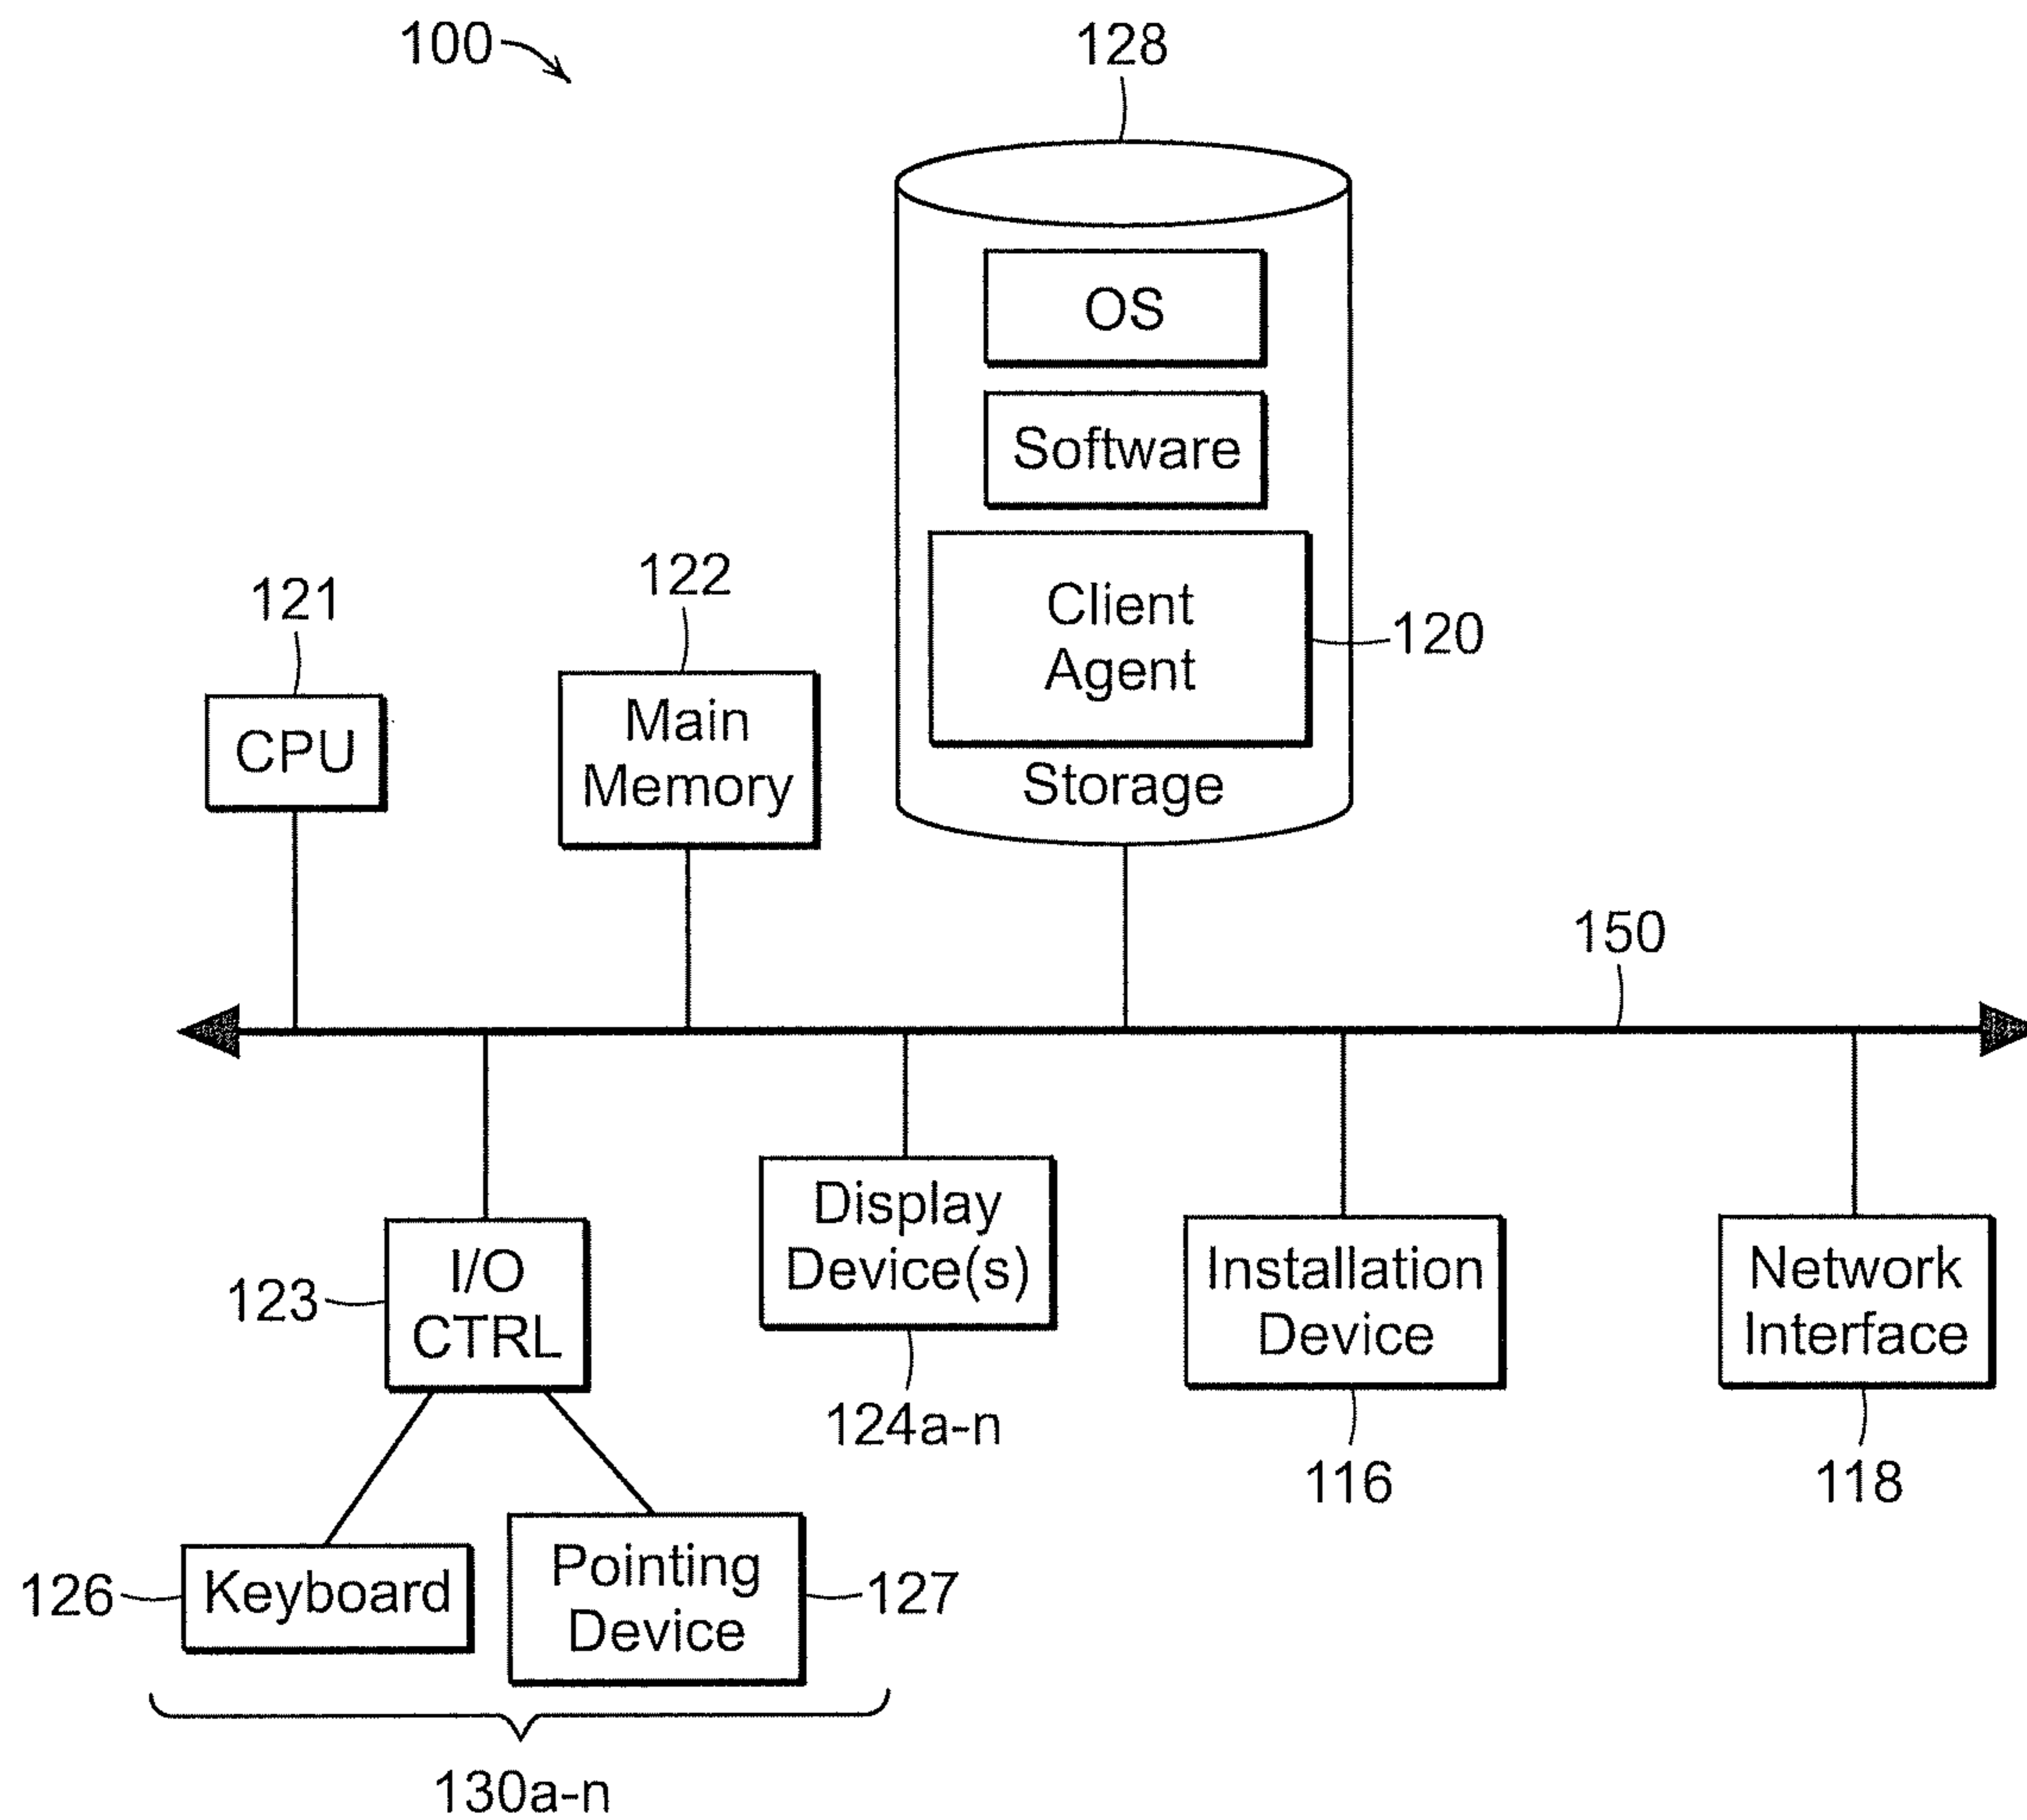 100
128
OS
Software
Client
Agent
120
Storage
121
CPU
122
Main
Memory
150
I/O
CTRL
123
Display
Device(s)
124a-n
Installation
Device
116
Network
Interface
118
126
Keyboard
Pointing
Device
127
130a-n